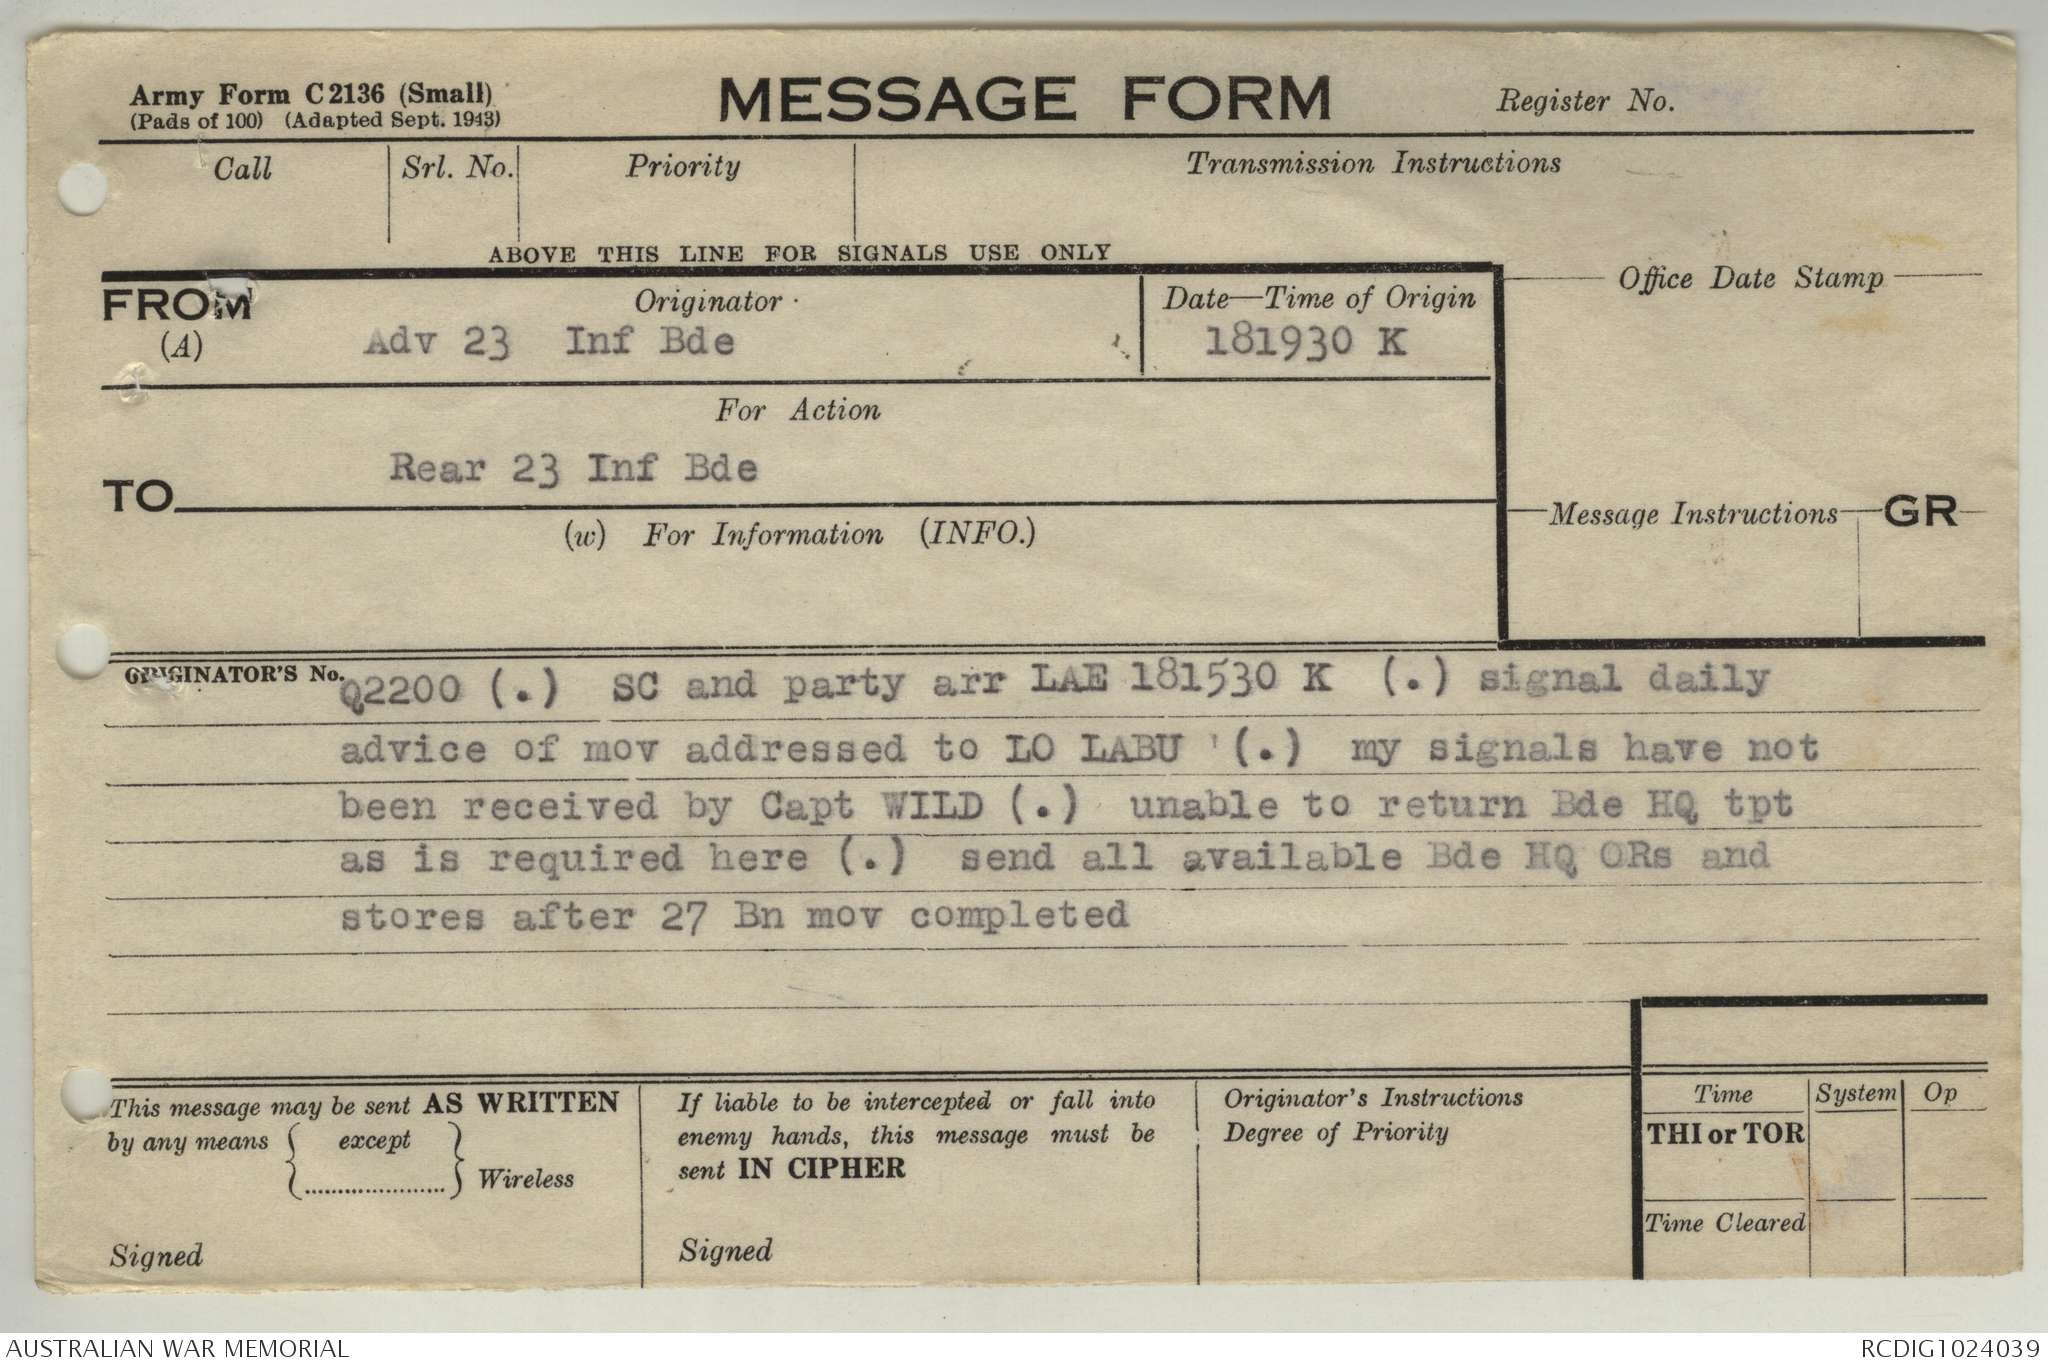 Army Form C2136 (Small)
(Pads of 100) (Adapted Sept. 1943)
MESSAGE FORM
Register No.
Call
Srl. No.
Priority
Transmission Instructions
ABOVE THIS LINE FOR SIGNALS USE ONLY
FROM
(A)
Originator
Adv 23 Inf Bde
Date—Time of Origin
181930 K
Office Date Stamp
For Action
Rear 23 Inf Bde
TO
(w) For Information (INFO.)
Message Instructions
GR
ORIGINATOR'S No.
Q2200 (.) SC and party arr LAE 181530 K (.) signal daily
advice of mov addressed to LO LABU (.) my signals have not
been received by Capt WILD (.) unable to return Bde HQ tpt
as is required here (.) send all available Bde HQ ORs and
stores after 27 Bn mov completed
This message may be sent AS WRITTEN
by any means { except
.....................} Wireless
Signed
If liable to be intercepted or fall into
enemy hands, this message must be
sent IN CIPHER
Signed
Originator's Instructions
Degree of Priority
Time
System
Op
THI or TOR
Time Cleared
AUSTRALIAN WAR MEMORIAL
RCDIG1024039